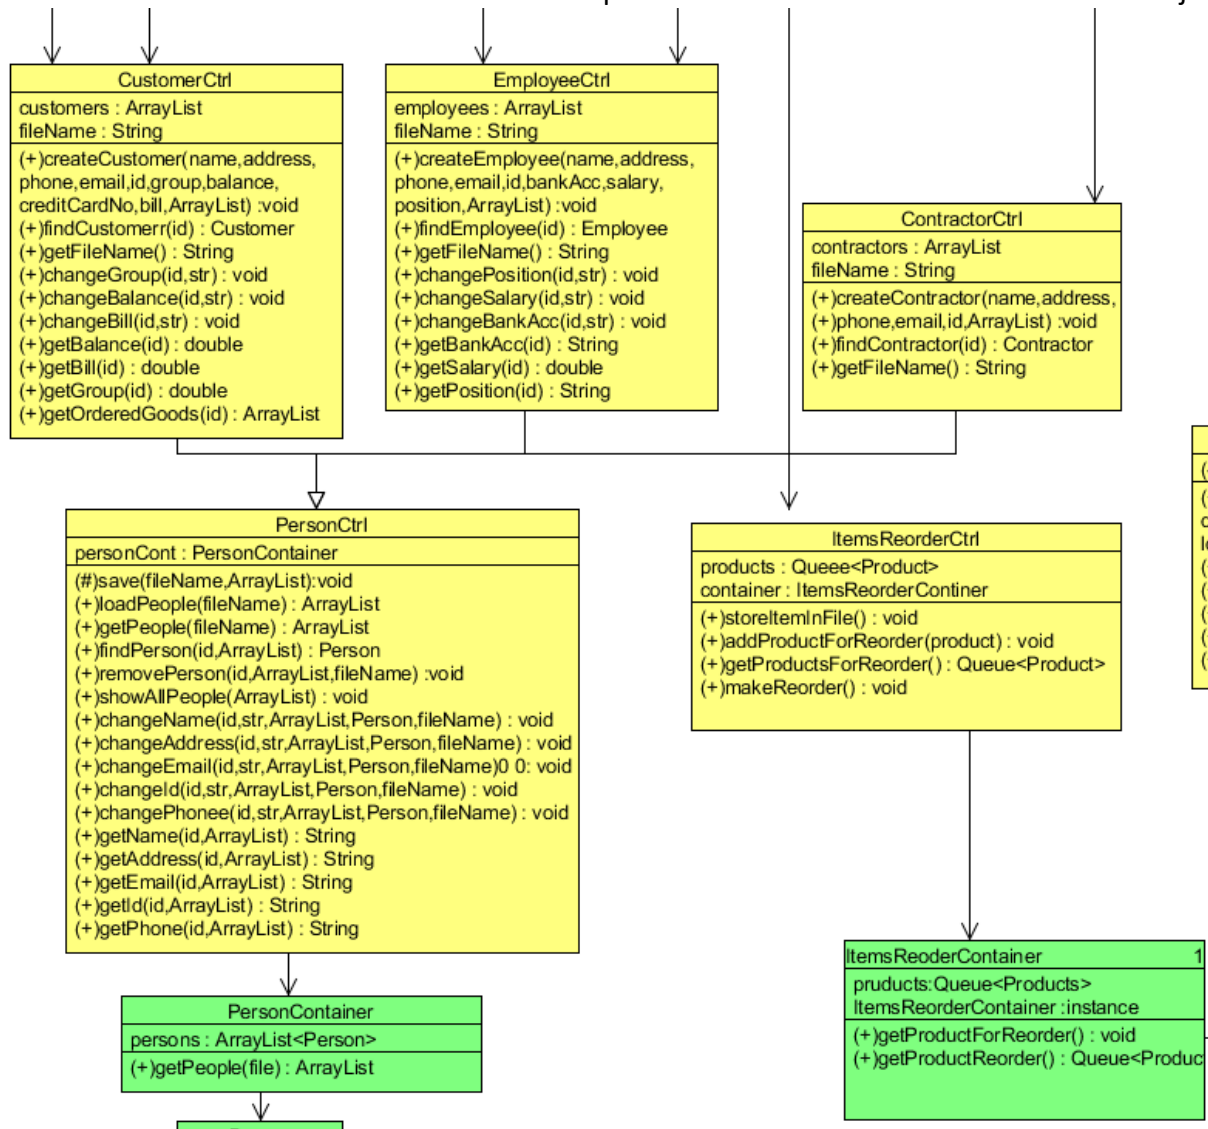 CustomerCtrl
customers : ArrayList
fileName : String
(+)createCustomer(name,address,
phone,email,id,group,balance,
creditCardNo,bill,ArrayList) :void
(+)findCustomerr(id) : Customer
(+)getFileName() : String
(+)changeGroup(id,str) : void
(+)changeBalance(id,str) : void
(+)changeBill(id,str) : void
(+)getBalance(id) : double
(+)getBill(id) : double
(+)getGroup(id) : double
(+)getOrderedGoods(id) : ArrayList
EmployeeCtrl
employees : ArrayList
fileName : String
(+)createEmployee(name,address,
phone,email,id,bankAcc,salary,
position,ArrayList) :void
(+)findEmployee(id) : Employee
(+)getFileName() : String
(+)changePosition(id,str) : void
(+)changeSalary(id,str) : void
(+)changeBankAcc(id,str) : void
(+)getBankAcc(id) : String
(+)getSalary(id) : double
(+)getPosition(id) : String
ContractorCtrl
contractors : ArrayList
fileName : String
(+)createContractor(name,address,
(+)phone,email,id,ArrayList) :void
(+)findContractor(id) : Contractor
(+)getFileName() : String
PersonCtrl
personCont : PersonContainer
(#)save(fileName,ArrayList):void
(+)loadPeople(fileName) : ArrayList
(+)getPeople(fileName) : ArrayList
(+)findPerson(id,ArrayList) : Person
(+)removePerson(id,ArrayList,fileName) :void
(+)showAllPeople(ArrayList) : void
(+)changeName(id,str,ArrayList,Person,fileName) : void
(+)changeAddress(id,str,ArrayList,Person,fileName) : void
(+)changeEmail(id,str,ArrayList,Person,fileName)0 0: void
(+)changeId(id,str,ArrayList,Person,fileName) : void
(+)changePhonee(id,str,ArrayList,Person,fileName) : void
(+)getName(id,ArrayList) : String
(+)getAddress(id,ArrayList) : String
(+)getEmail(id,ArrayList) : String
(+)getId(id,ArrayList) : String
(+)getPhone(id,ArrayList) : String
ItemsReorderCtrl
products : Queee<Product>
container : ItemsReorderContiner
(+)storeItemInFile() : void
(+)addProductForReorder(product) : void
(+)getProductsForReorder() : Queue<Product>
(+)makeReorder() : void
PersonContainer
persons : ArrayList<Person>
(+)getPeople(file) : ArrayList
ItemsReoderContainer 1
pruducts:Queue<Products>
ItemsReorderContainer :instance
(+)getProductForReorder() : void
(+)getProductReorder() : Queue<Produc